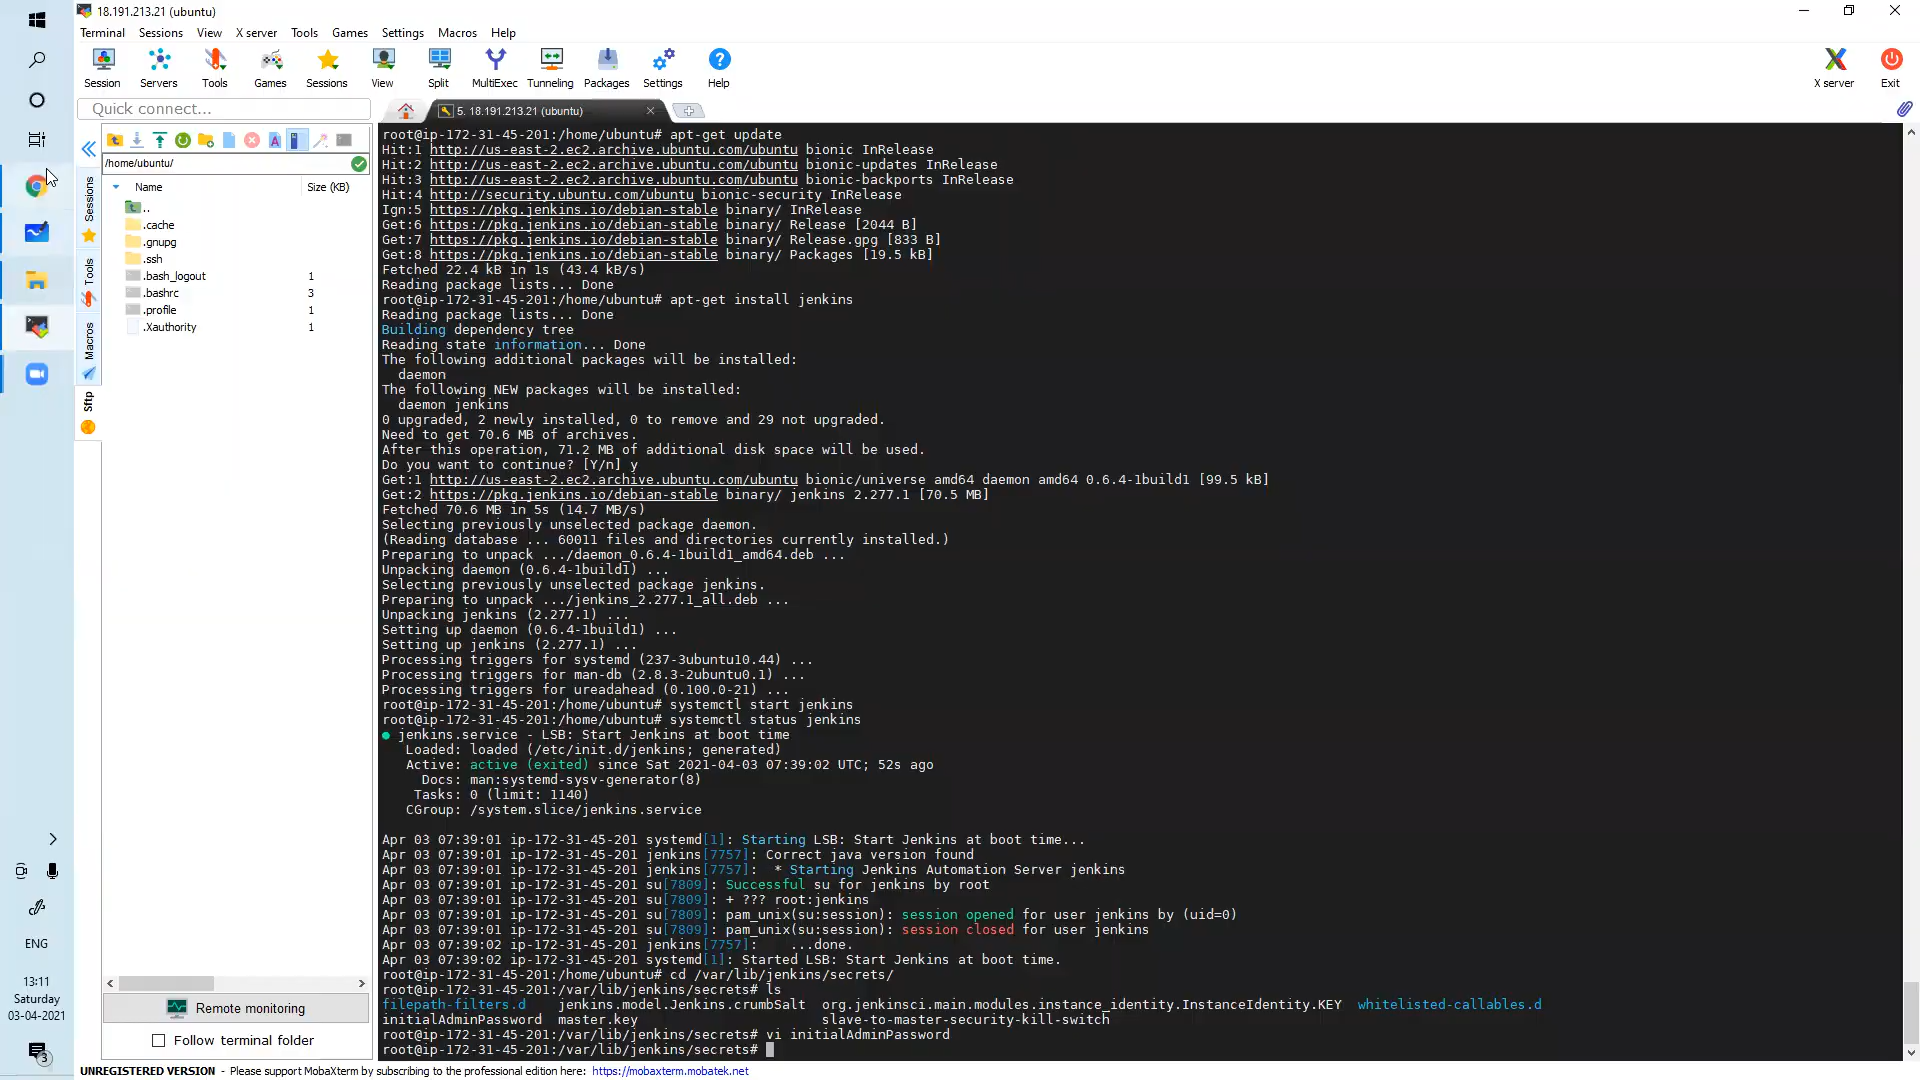 18.191.213.21 (ubuntu)
Terminal Sessions View X server Tools Games Settings Macros Help
Session Servers Tools Games Sessions View Split MultiExec Tunneling Packages Settings Help X server Exit
Quick connect...
5. 18.191.213.21 (ubuntu)
/home/ubuntu/
Name Size (KB)
..
.cache
.gnupg
.ssh
.bash_logout 1
.bashrc 3
.profile 1
.Xauthority 1
Sessions
Tools
Macros
Sftp
root@ip-172-31-45-201:/home/ubuntu# apt-get update
Hit:1 http://us-east-2.ec2.archive.ubuntu.com/ubuntu bionic InRelease
Hit:2 http://us-east-2.ec2.archive.ubuntu.com/ubuntu bionic-updates InRelease
Hit:3 http://us-east-2.ec2.archive.ubuntu.com/ubuntu bionic-backports InRelease
Hit:4 http://security.ubuntu.com/ubuntu bionic-security InRelease
Ign:5 https://pkg.jenkins.io/debian-stable binary/ InRelease
Get:6 https://pkg.jenkins.io/debian-stable binary/ Release [2044 B]
Get:7 https://pkg.jenkins.io/debian-stable binary/ Release.gpg [833 B]
Get:8 https://pkg.jenkins.io/debian-stable binary/ Packages [19.5 kB]
Fetched 22.4 kB in 1s (43.4 kB/s)
Reading package lists... Done
root@ip-172-31-45-201:/home/ubuntu# apt-get install jenkins
Reading package lists... Done
Building dependency tree
Reading state information... Done
The following additional packages will be installed:
daemon
The following NEW packages will be installed:
daemon jenkins
0 upgraded, 2 newly installed, 0 to remove and 29 not upgraded.
Need to get 70.6 MB of archives.
After this operation, 71.2 MB of additional disk space will be used.
Do you want to continue? [Y/n] y
Get:1 http://us-east-2.ec2.archive.ubuntu.com/ubuntu bionic/universe amd64 daemon amd64 0.6.4-1build1 [99.5 kB]
Get:2 https://pkg.jenkins.io/debian-stable binary/ jenkins 2.277.1 [70.5 MB]
Fetched 70.6 MB in 5s (14.7 MB/s)
Selecting previously unselected package daemon.
(Reading database ... 60011 files and directories currently installed.)
Preparing to unpack .../daemon_0.6.4-1build1_amd64.deb ...
Unpacking daemon (0.6.4-1build1) ...
Selecting previously unselected package jenkins.
Preparing to unpack .../jenkins_2.277.1_all.deb ...
Unpacking jenkins (2.277.1) ...
Setting up daemon (0.6.4-1build1) ...
Setting up jenkins (2.277.1) ...
Processing triggers for systemd (237-3ubuntu10.44) ...
Processing triggers for man-db (2.8.3-2ubuntu0.1) ...
Processing triggers for ureadahead (0.100.0-21) ...
root@ip-172-31-45-201:/home/ubuntu# systemctl start jenkins
root@ip-172-31-45-201:/home/ubuntu# systemctl status jenkins
● jenkins.service - LSB: Start Jenkins at boot time
Loaded: loaded (/etc/init.d/jenkins; generated)
Active: active (exited) since Sat 2021-04-03 07:39:02 UTC; 52s ago
Docs: man:systemd-sysv-generator(8)
Tasks: 0 (limit: 1140)
CGroup: /system.slice/jenkins.service
Apr 03 07:39:01 ip-172-31-45-201 systemd[1]: Starting LSB: Start Jenkins at boot time...
Apr 03 07:39:01 ip-172-31-45-201 jenkins[7757]: Correct java version found
Apr 03 07:39:01 ip-172-31-45-201 jenkins[7757]: * Starting Jenkins Automation Server jenkins
Apr 03 07:39:01 ip-172-31-45-201 su[7809]: Successful su for jenkins by root
Apr 03 07:39:01 ip-172-31-45-201 su[7809]: + ??? root:jenkins
Apr 03 07:39:01 ip-172-31-45-201 su[7809]: pam_unix(su:session): session opened for user jenkins by (uid=0)
Apr 03 07:39:01 ip-172-31-45-201 su[7809]: pam_unix(su:session): session closed for user jenkins
Apr 03 07:39:02 ip-172-31-45-201 jenkins[7757]: ...done.
Apr 03 07:39:02 ip-172-31-45-201 systemd[1]: Started LSB: Start Jenkins at boot time.
root@ip-172-31-45-201:/home/ubuntu# cd /var/lib/jenkins/secrets/
root@ip-172-31-45-201:/var/lib/jenkins/secrets# ls
filepath-filters.d jenkins.model.Jenkins.crumbSalt org.jenkinsci.main.modules.instance_identity.InstanceIdentity.KEY whitelisted-callables.d
initialAdminPassword master.key slave-to-master-security-kill-switch
root@ip-172-31-45-201:/var/lib/jenkins/secrets# vi initialAdminPassword
root@ip-172-31-45-201:/var/lib/jenkins/secrets#
Remote monitoring
Follow terminal folder
UNREGISTERED VERSION - Please support MobaXterm by subscribing to the professional edition here: https://mobaxterm.mobatek.net
ENG
13:11
Saturday
03-04-2021
3